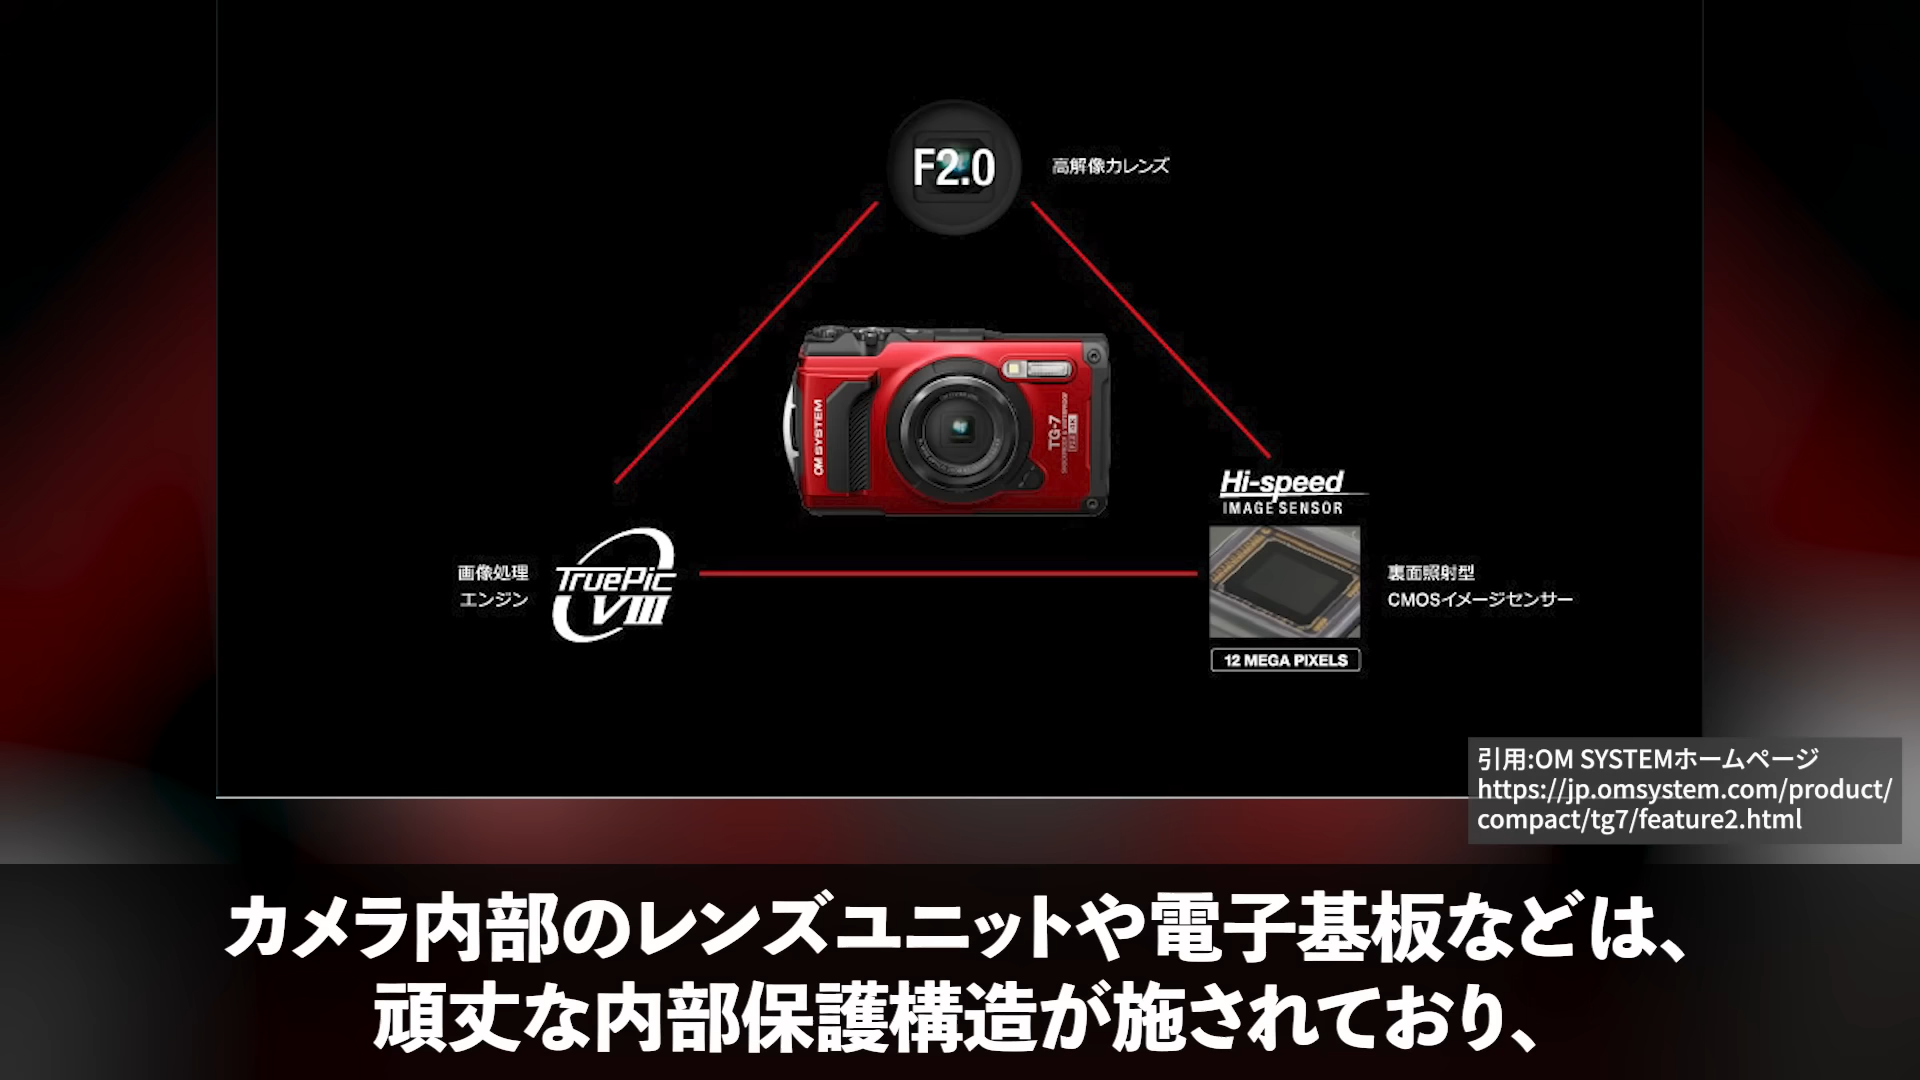 F2.0
高解像力レンズ
OM SYSTEM
TG-7
Hi-speed
IMAGE SENSOR
画像処理
エンジン
TruePic
VIII
裏面照射型
CMOSイメージセンサー
12 MEGA PIXELS
引用:OM SYSTEMホームページ
https://jp.omsystem.com/product/
compact/tg7/feature2.html
カメラ内部のレンズユニットや電子基板などは、
頑丈な内部保護構造が施されており、